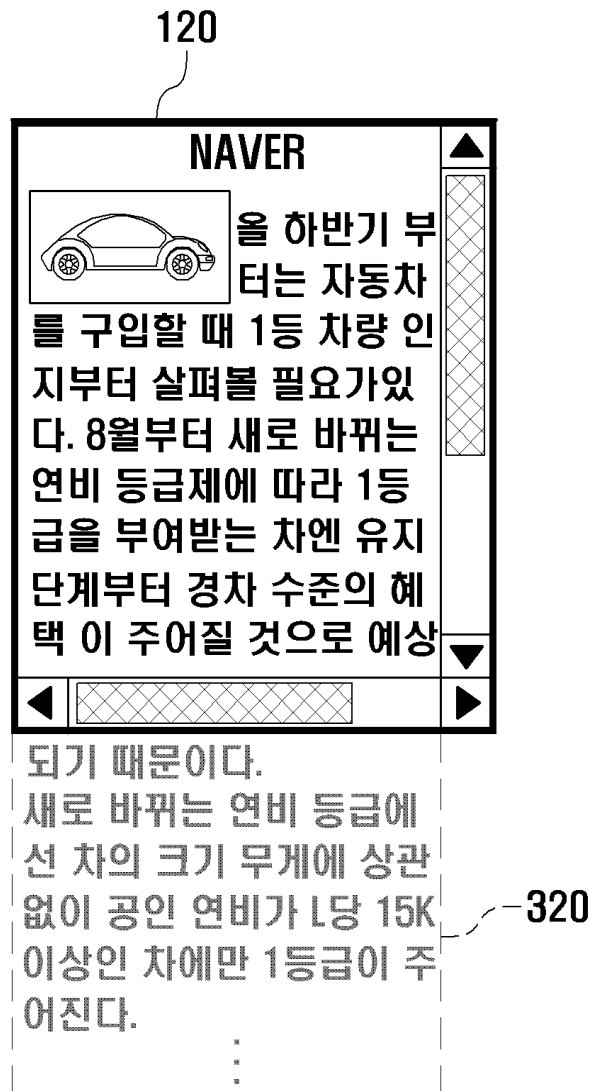 120
NAVER
올 하반기 부
터는 자동차
를 구입할 때 1등 차량 인
지부터 살펴볼 필요가있
다. 8월부터 새로 바뀌는
연비 등급제에 따라 1등
급을 부여받는 차엔 유지
단계부터 경차 수준의 혜
택 이 주어질 것으로 예상
되기 때문이다.
새로 바뀌는 연비 등급에
선 차의 크기 무게에 상관
없이 공인 연비가 L당 15K
이상인 차에만 1등급이 주
어진다.
320